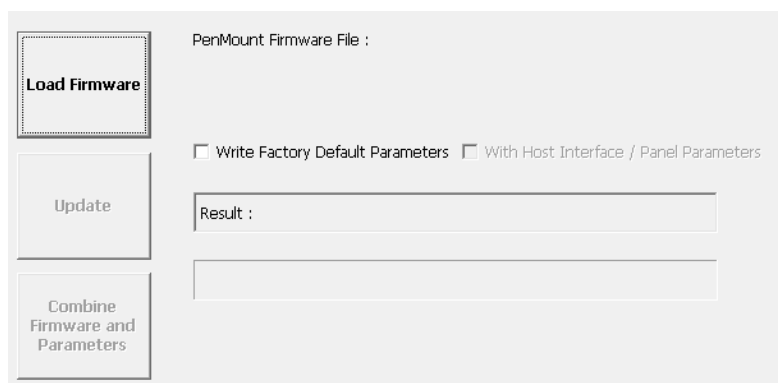 PenMount Firmware File :
Load Firmware
Write Factory Default Parameters With Host Interface / Panel Parameters
Update
Result :
Combine
Firmware and
Parameters